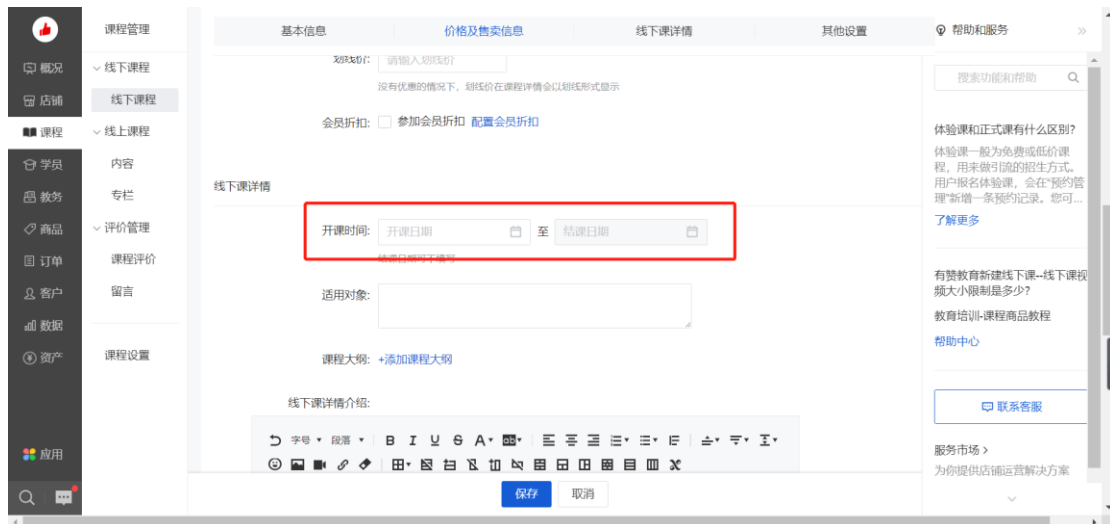 课程管理
基本信息
价格及售卖信息
线下课详情
其他设置
帮助和服务
概况
店铺
课程
学员
教务
商品
订单
客户
数据
资产
应用
线下课程
线下课程
线上课程
内容
专栏
评价管理
课程评价
留言
课程设置
划线价: 请输入划线价
没有优惠的情况下，划线价在课程详情会以划线形式显示
会员折扣: 参加会员折扣 配置会员折扣
线下课详情
开课时间: 开课日期 至 结课日期
结课日期可不填写
适用对象:
课程大纲: +添加课程大纲
线下课详情介绍:
字号 段落 B I U S A ab
保存 取消
搜索功能和帮助
体验课和正式课有什么区别?
体验课一般为免费或低价课
程，用来做引流的招生方式。
用户报名体验课，会在"预约管
理"新增一条预约记录。您可...
了解更多
有赞教育新建线下课--线下课视
频大小限制是多少?
教育培训-课程商品教程
帮助中心
联系客服
服务市场 >
为你提供店铺运营解决方案